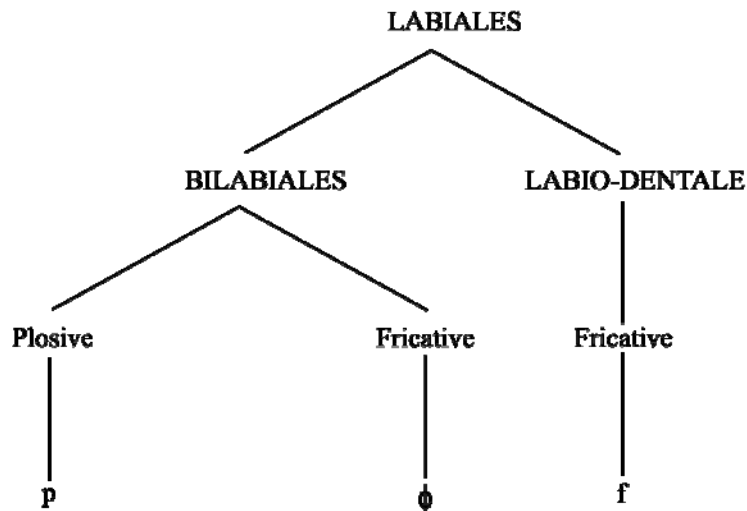 LABIALES
BILABIALES LABIO-DENTALE
Plosive Fricative Fricative
p ɸ f